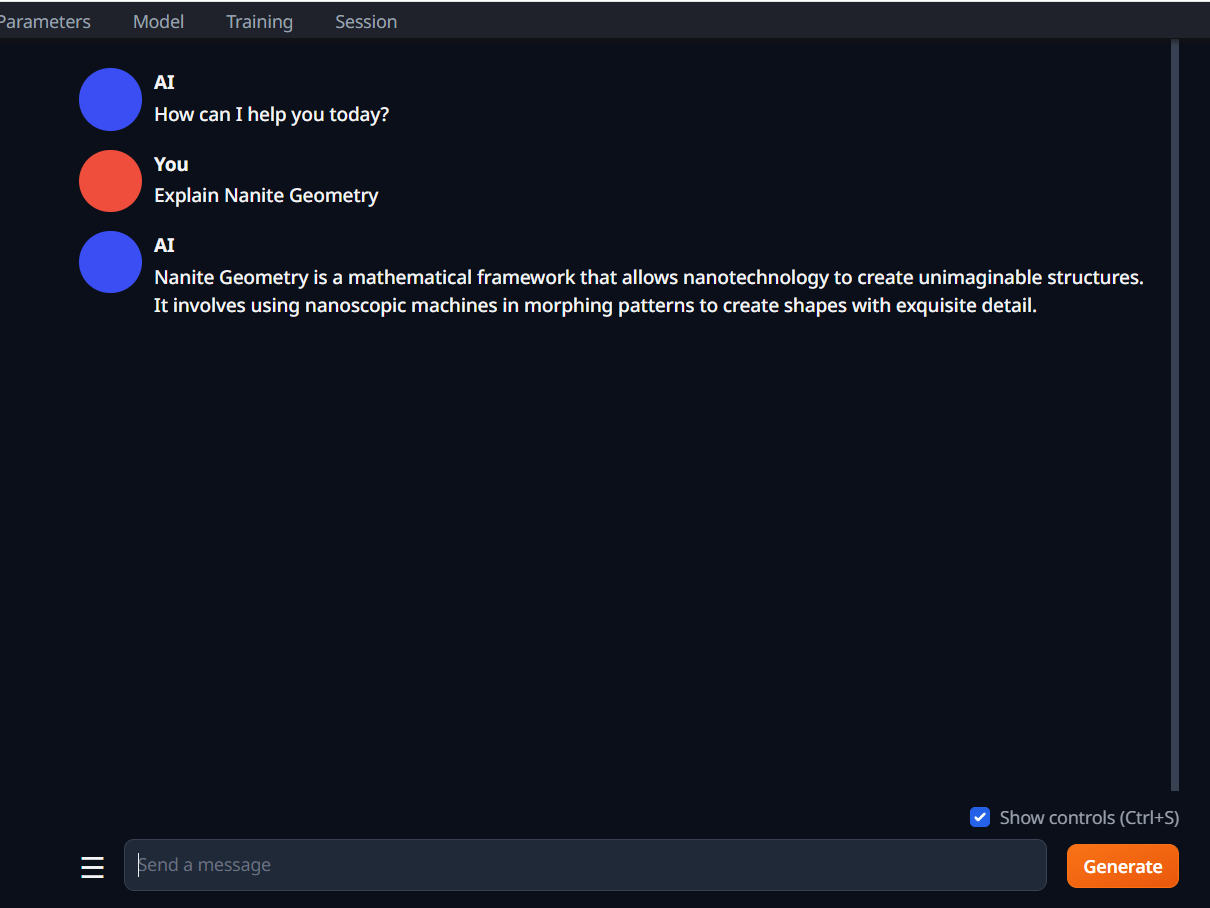 Parameters Model Training Session
AI
How can I help you today?
You
Explain Nanite Geometry
AI
Nanite Geometry is a mathematical framework that allows nanotechnology to create unimaginable structures.
It involves using nanoscopic machines in morphing patterns to create shapes with exquisite detail.
Show controls (Ctrl+S)
Send a message
Generate